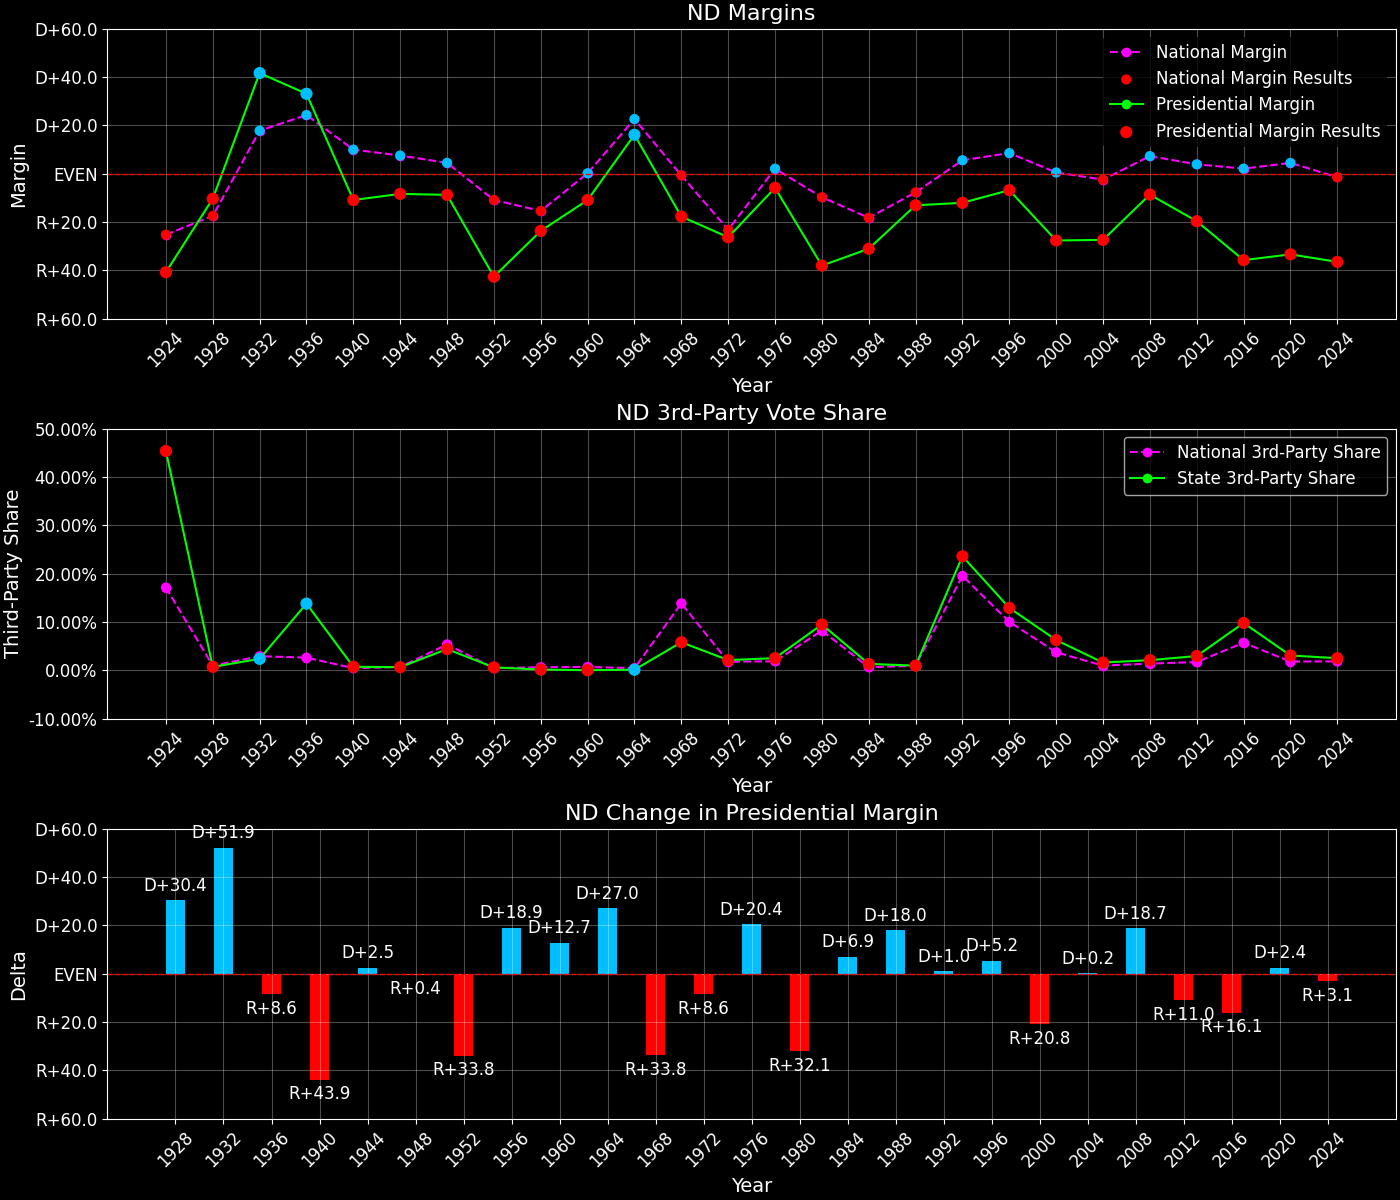 ND Margins
D+60.0
D+40.0
D+20.0
EVEN
R+20.0
R+40.0
R+60.0
Margin
National Margin
National Margin Results
Presidential Margin
Presidential Margin Results
1924 1928 1932 1936 1940 1944 1948 1952 1956 1960 1964 1968 1972 1976 1980 1984 1988 1992 1996 2000 2004 2008 2012 2016 2020 2024
Year
ND 3rd-Party Vote Share
50.00%
40.00%
30.00%
20.00%
10.00%
0.00%
-10.00%
Third-Party Share
National 3rd-Party Share
State 3rd-Party Share
1924 1928 1932 1936 1940 1944 1948 1952 1956 1960 1964 1968 1972 1976 1980 1984 1988 1992 1996 2000 2004 2008 2012 2016 2020 2024
Year
ND Change in Presidential Margin
D+60.0
D+40.0
D+20.0
EVEN
R+20.0
R+40.0
R+60.0
Delta
D+30.4
D+51.9
R+8.6
R+43.9
D+2.5
R+0.4
R+33.8
D+18.9
D+12.7
D+27.0
R+33.8
R+8.6
D+20.4
R+32.1
D+6.9
D+18.0
D+1.0
D+5.2
R+20.8
D+0.2
D+18.7
R+11.0
R+16.1
D+2.4
R+3.1
1928 1932 1936 1940 1944 1948 1952 1956 1960 1964 1968 1972 1976 1980 1984 1988 1992 1996 2000 2004 2008 2012 2016 2020 2024
Year